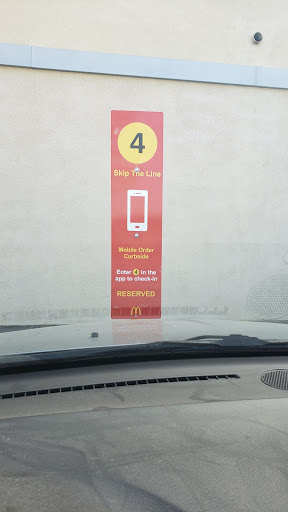 4
Skip The Line
Mobile Order
Curbside
Enter 4 in the
app to check-in
RESERVED